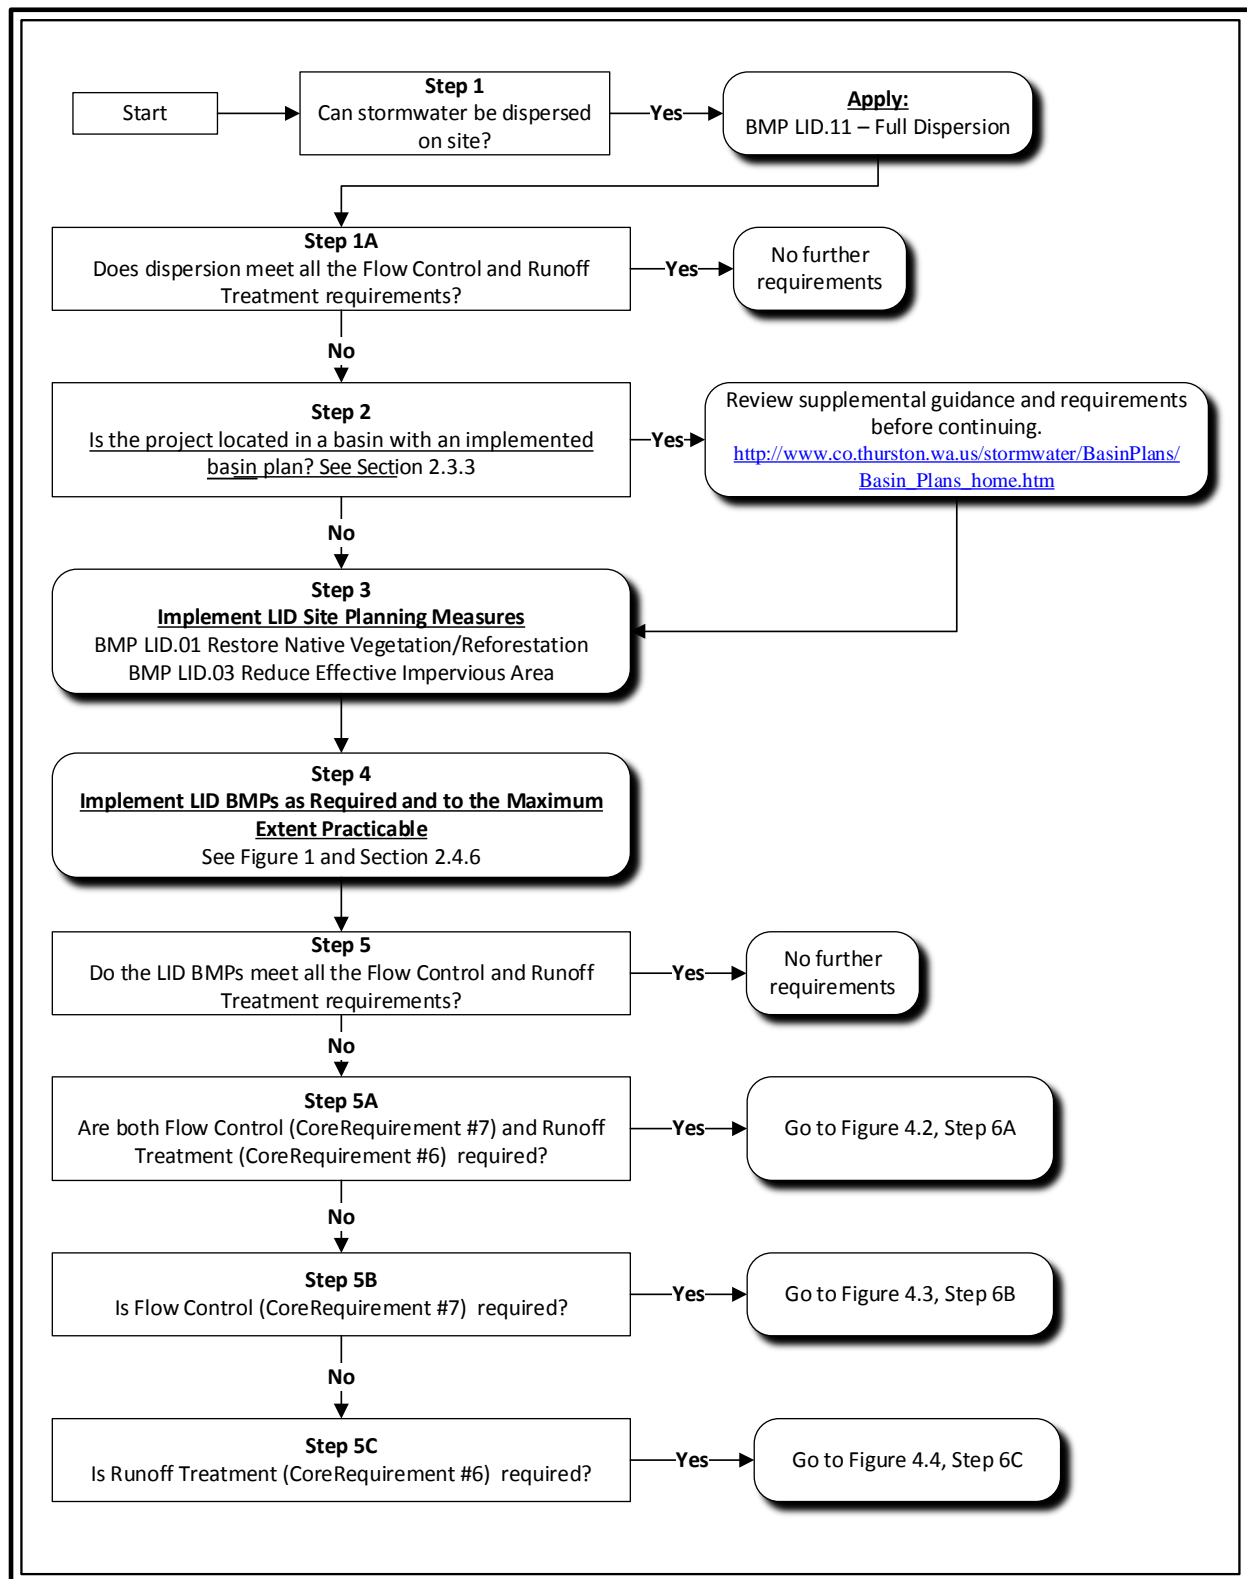 Start
Step 1
Can stormwater be dispersed
on site?
Yes
Apply:
BMP LID.11 – Full Dispersion
Step 1A
Does dispersion meet all the Flow Control and Runoff
Treatment requirements?
Yes
No further
requirements
No
Step 2
Is the project located in a basin with an implemented
basin plan? See Section 2.3.3
Yes
Review supplemental guidance and requirements
before continuing.
http://www.co.thurston.wa.us/stormwater/BasinPlans/
Basin_Plans_home.htm
No
Step 3
Implement LID Site Planning Measures
BMP LID.01 Restore Native Vegetation/Reforestation
BMP LID.03 Reduce Effective Impervious Area
Step 4
Implement LID BMPs as Required and to the Maximum
Extent Practicable
See Figure 1 and Section 2.4.6
Step 5
Do the LID BMPs meet all the Flow Control and Runoff
Treatment requirements?
Yes
No further
requirements
No
Step 5A
Are both Flow Control (CoreRequirement #7) and Runoff
Treatment (CoreRequirement #6) required?
Yes
Go to Figure 4.2, Step 6A
No
Step 5B
Is Flow Control (CoreRequirement #7) required?
Yes
Go to Figure 4.3, Step 6B
No
Step 5C
Is Runoff Treatment (CoreRequirement #6) required?
Yes
Go to Figure 4.4, Step 6C